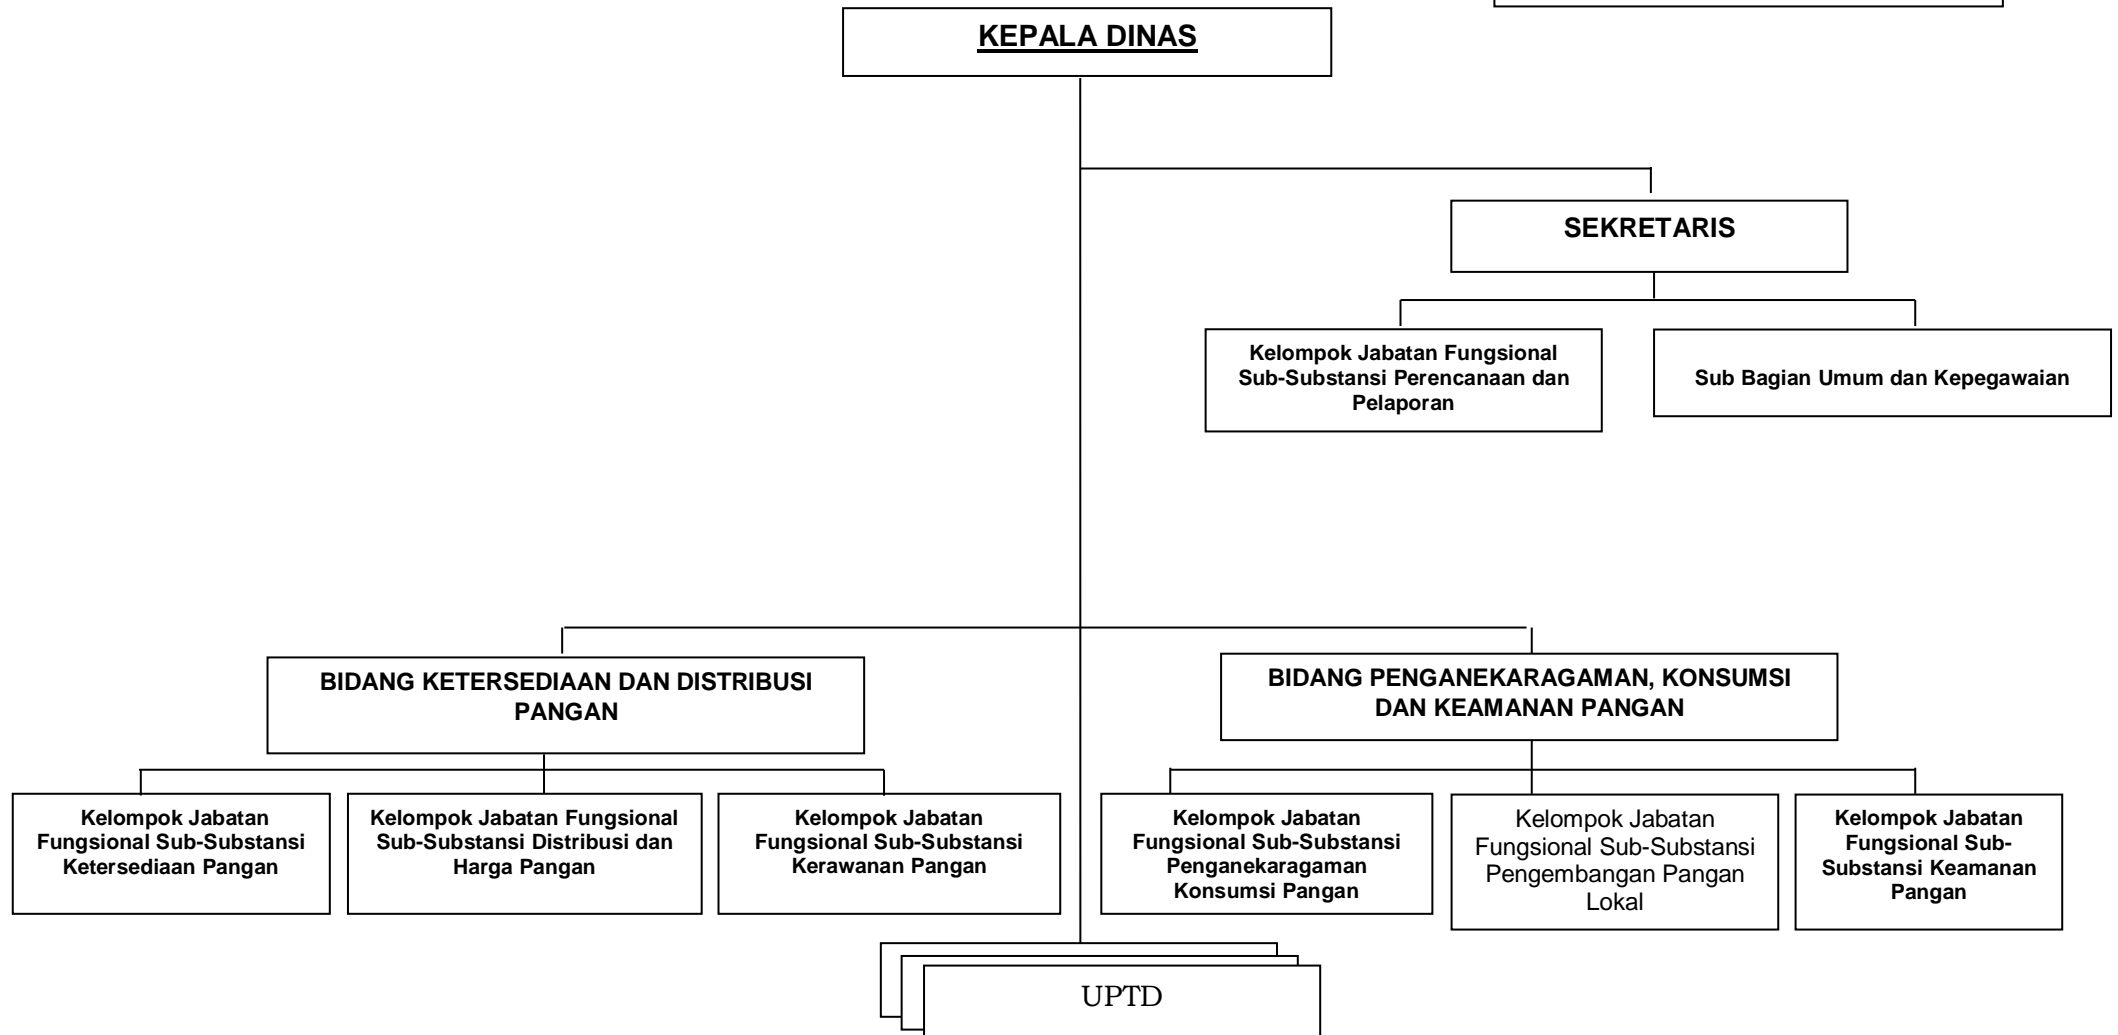 KEPALA DINAS
SEKRETARIS
Kelompok Jabatan Fungsional
Sub-Substansi Perencanaan dan
Pelaporan
Sub Bagian Umum dan Kepegawaian
BIDANG KETERSEDIAAN DAN DISTRIBUSI
PANGAN
BIDANG PENGANEKARAGAMAN, KONSUMSI
DAN KEAMANAN PANGAN
Kelompok Jabatan
Fungsional Sub-Substansi
Ketersediaan Pangan
Kelompok Jabatan Fungsional
Sub-Substansi Distribusi dan
Harga Pangan
Kelompok Jabatan
Fungsional Sub-Substansi
Kerawanan Pangan
Kelompok Jabatan
Fungsional Sub-Substansi
Penganekaragaman
Konsumsi Pangan
Kelompok Jabatan
Fungsional Sub-Substansi
Pengembangan Pangan
Lokal
Kelompok Jabatan
Fungsional Sub-
Substansi Keamanan
Pangan
UPTD